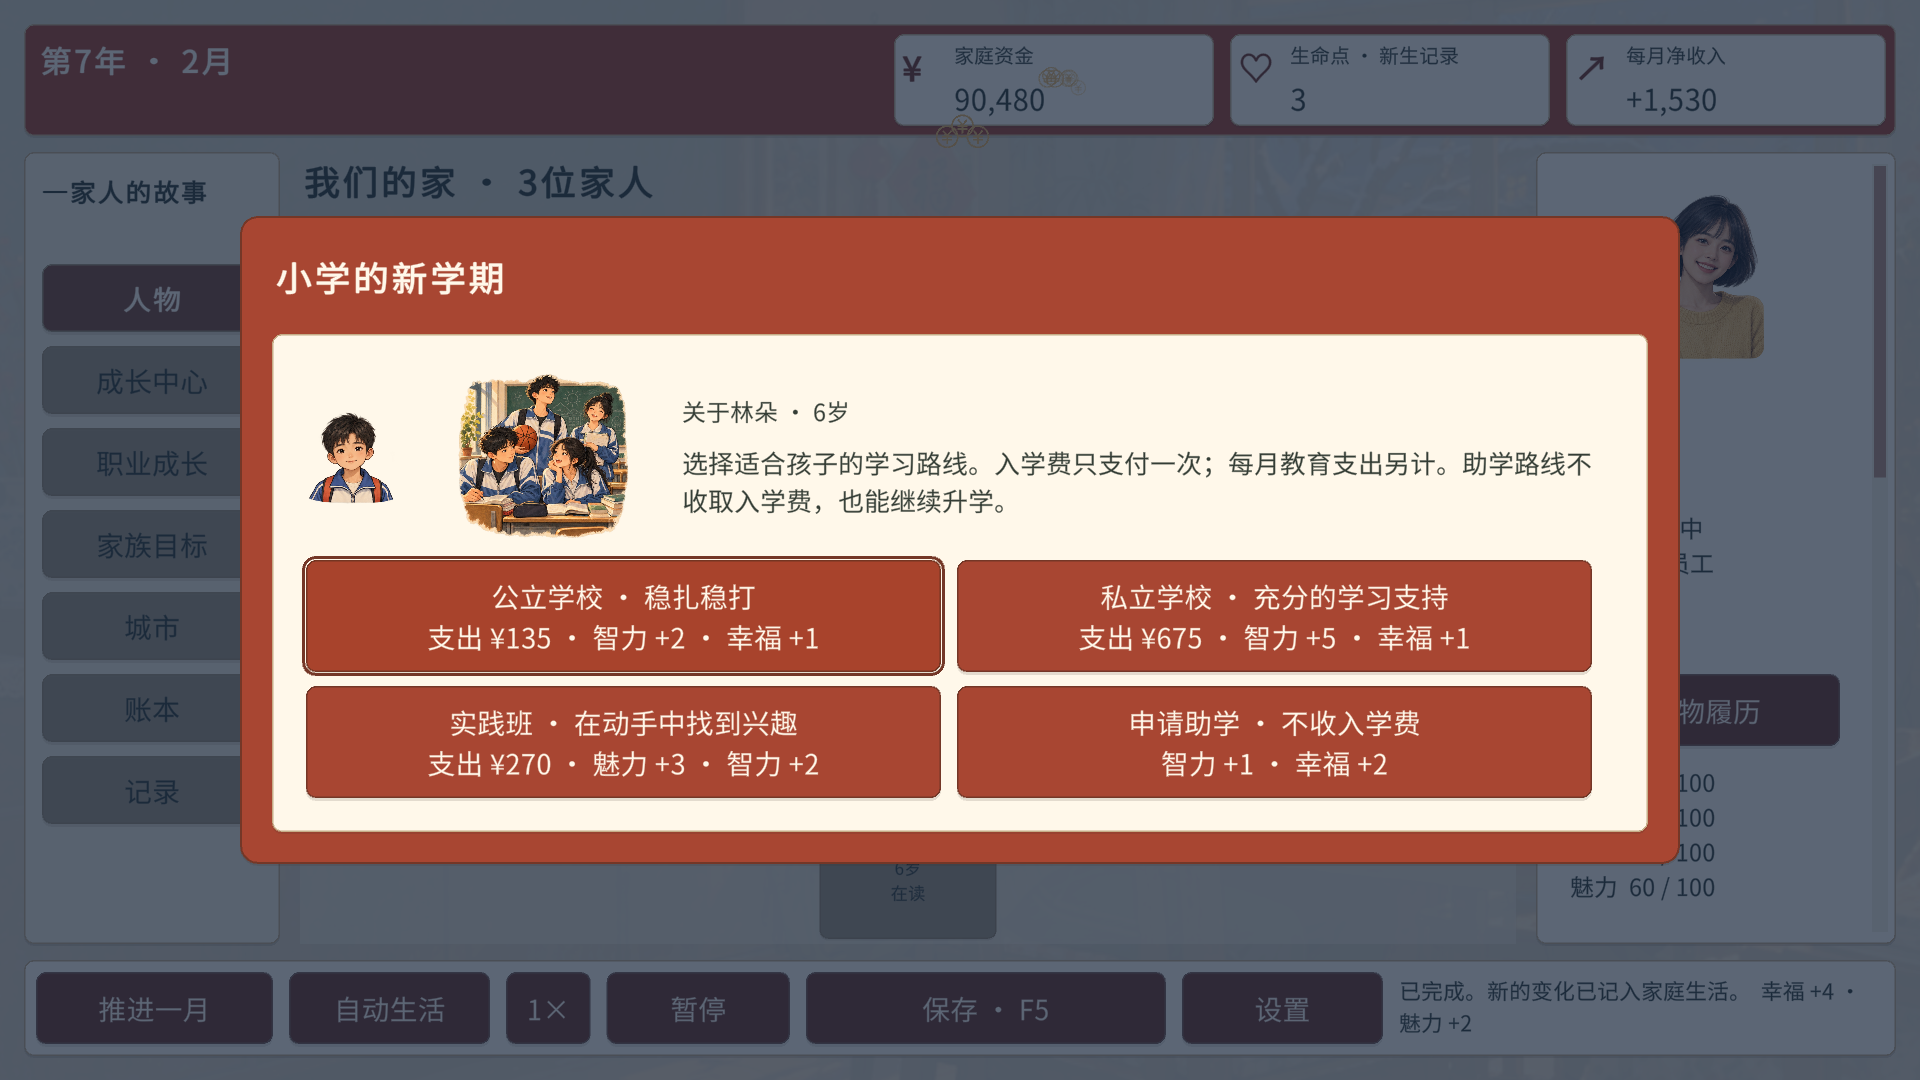 第7年 · 2月
家庭资金
90,480
生命点 · 新生记录
3
每月净收入
+1,530
一家人的故事
我们的家 · 3位家人
人物
成长中心
职业成长
家族目标
城市
账本
记录
小学的新学期
关于林朵 · 6岁
选择适合孩子的学习路线。入学费只支付一次；每月教育支出另计。助学路线不
收取入学费，也能继续升学。
公立学校 · 稳扎稳打
支出 ¥135 · 智力 +2 · 幸福 +1
私立学校 · 充分的学习支持
支出 ¥675 · 智力 +5 · 幸福 +1
实践班 · 在动手中找到兴趣
支出 ¥270 · 魅力 +3 · 智力 +2
申请助学 · 不收入学费
智力 +1 · 幸福 +2
中
员工
物履历
100
100
100
魅力 60 / 100
6岁
在读
推进一月
自动生活
1×
暂停
保存 · F5
设置
已完成。新的变化已记入家庭生活。 幸福 +4 ·
魅力 +2